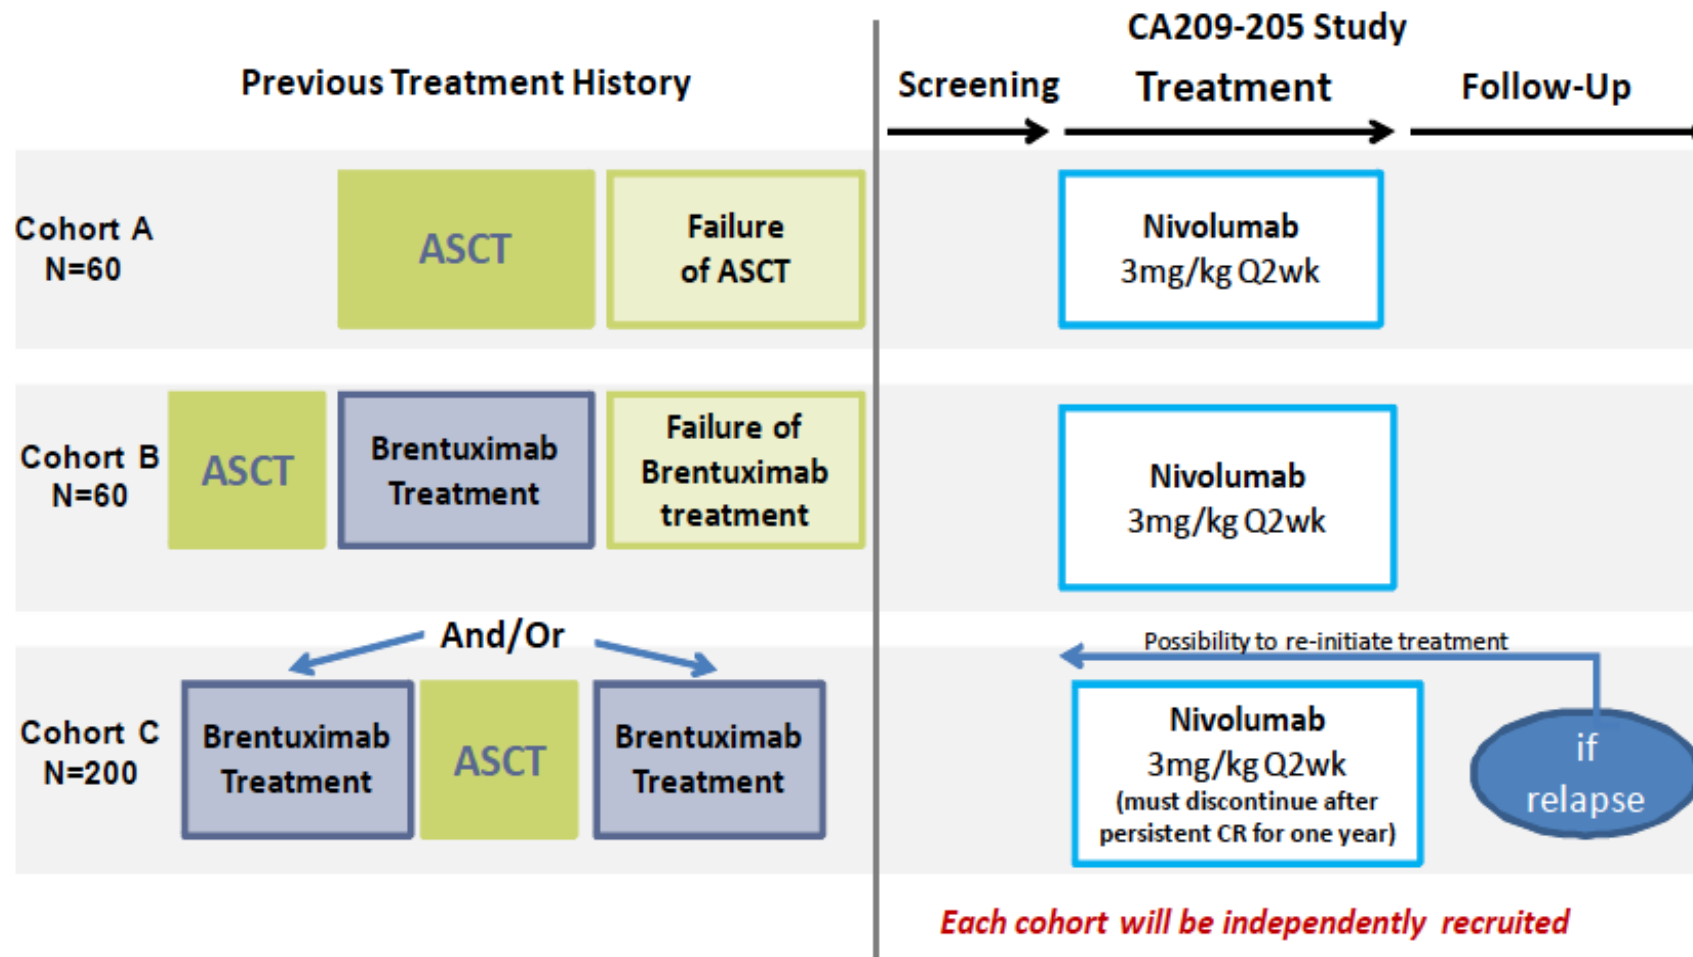 CA209-205 Study
Previous Treatment History
Screening
Treatment
Follow-Up
Cohort A
N=60
ASCT
Failure
of ASCT
Nivolumab
3mg/kg Q2wk
Cohort B
N=60
ASCT
Brentuximab
Treatment
Failure of
Brentuximab
treatment
Nivolumab
3mg/kg Q2wk
And/Or
Possibility to re-initiate treatment
Cohort C
N=200
Brentuximab
Treatment
ASCT
Brentuximab
Treatment
Nivolumab
3mg/kg Q2wk
(must discontinue after
persistent CR for one year)
if
relapse
Each cohort will be independently recruited